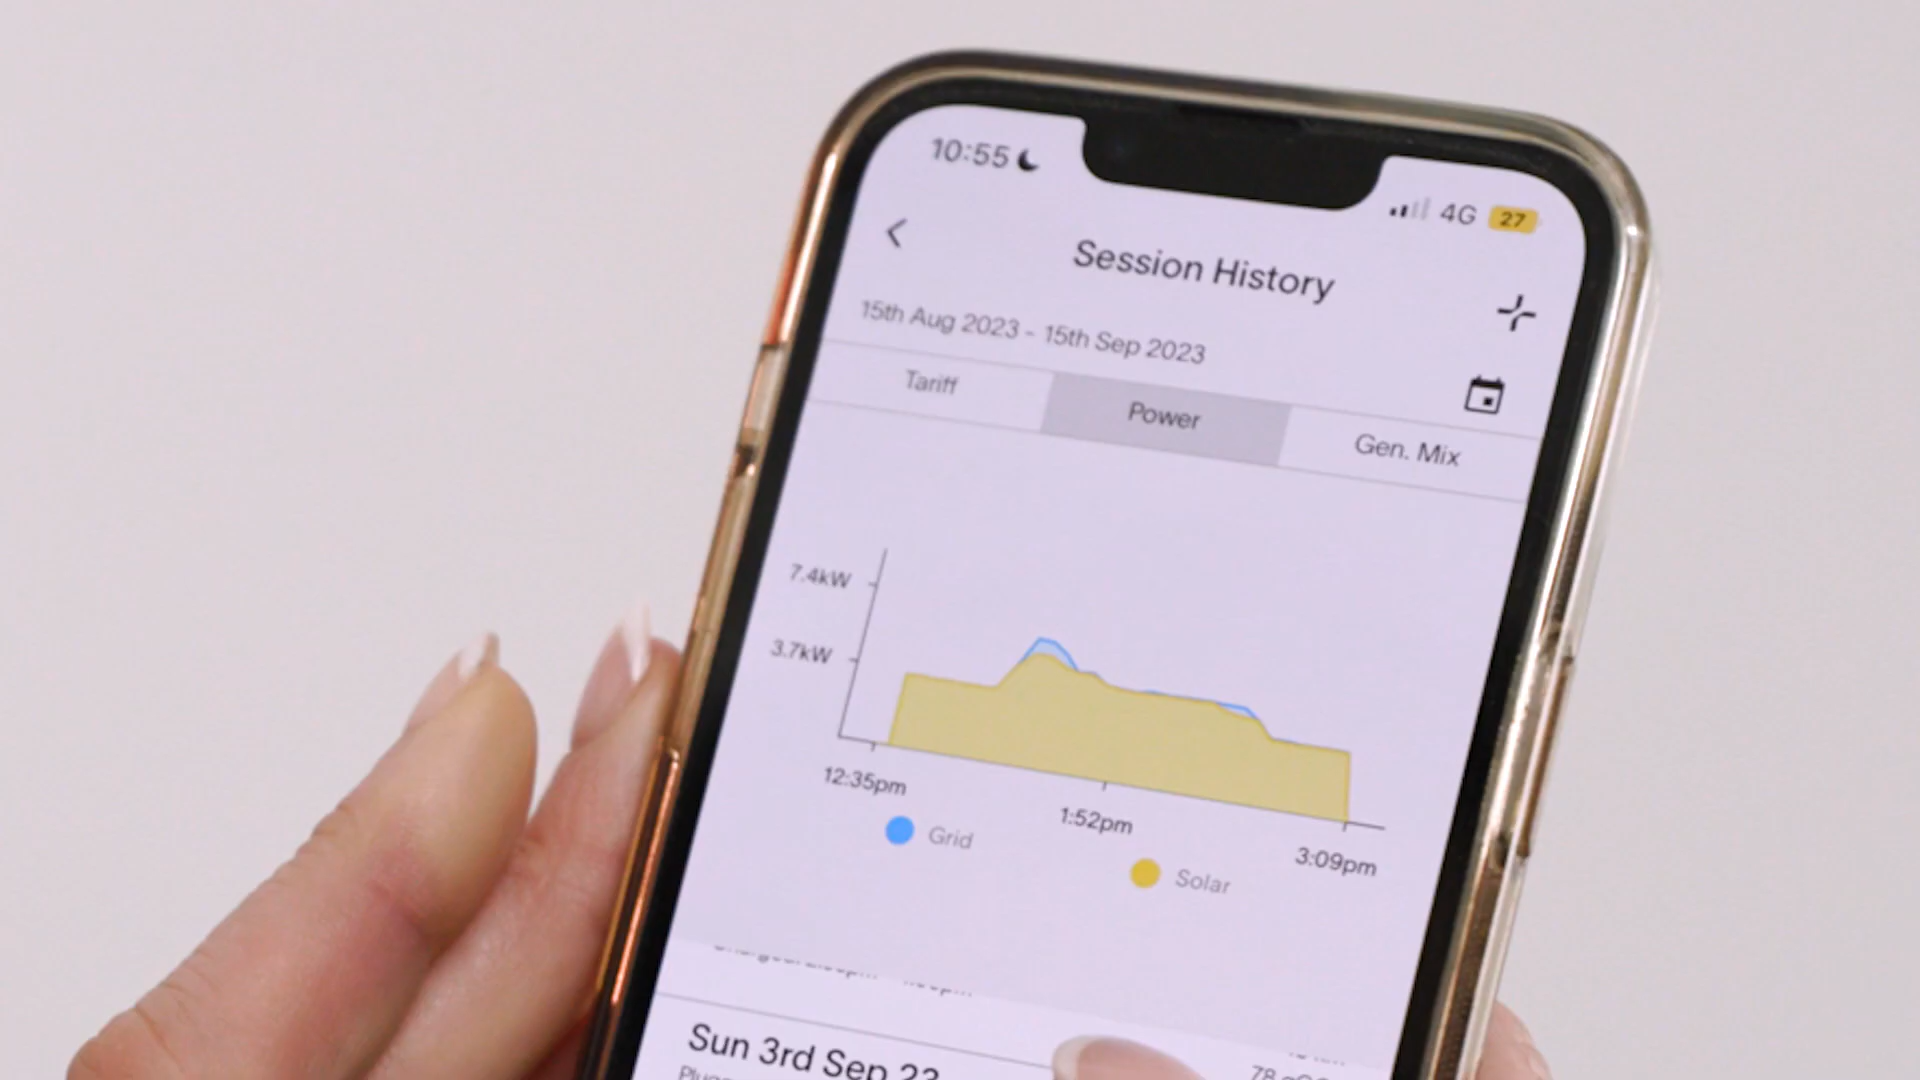 10:55
4G 27
Session History
15th Aug 2023 - 15th Sep 2023
Tariff Power Gen. Mix
7.4kW
3.7kW
12:35pm 1:52pm 3:09pm
Grid Solar
Sun 3rd Sep 23
78